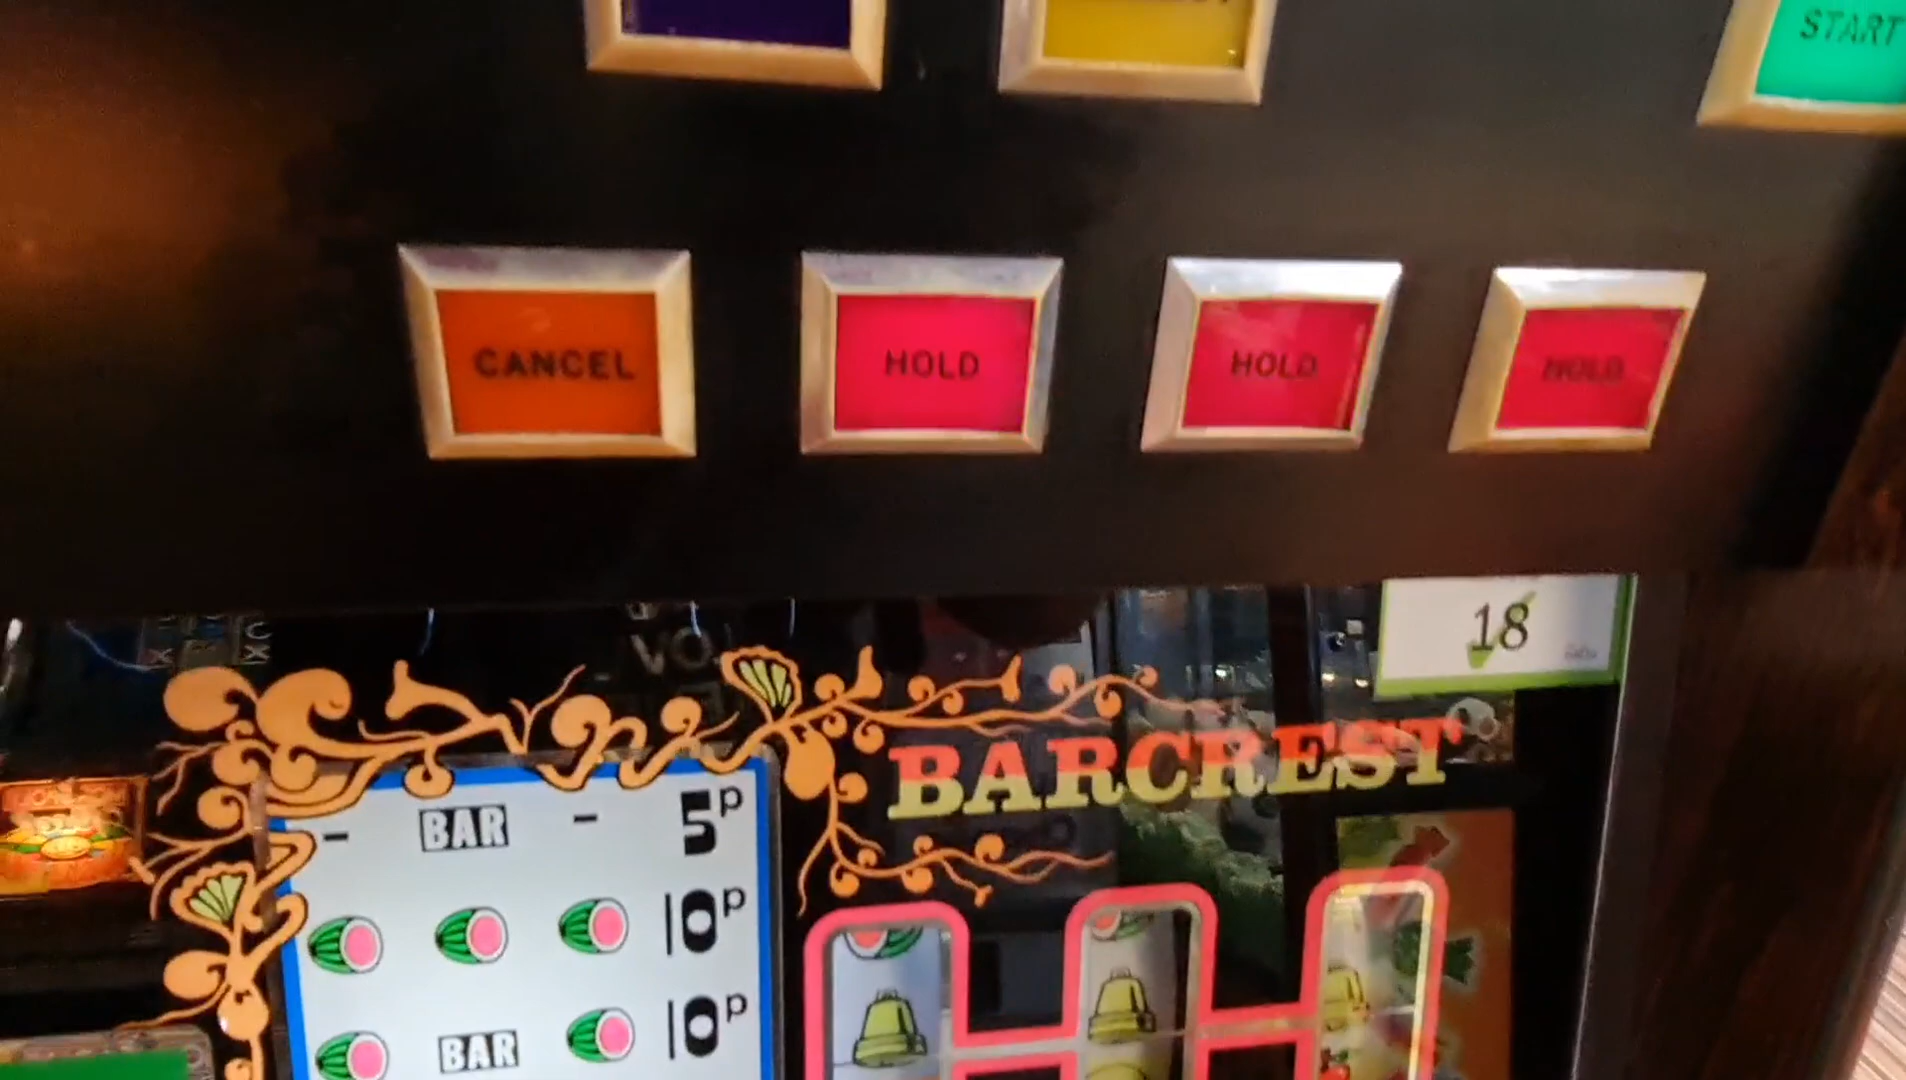 START
CANCEL HOLD HOLD HOLD
18
BARCREST
- BAR - 5p
10p
BAR 10p